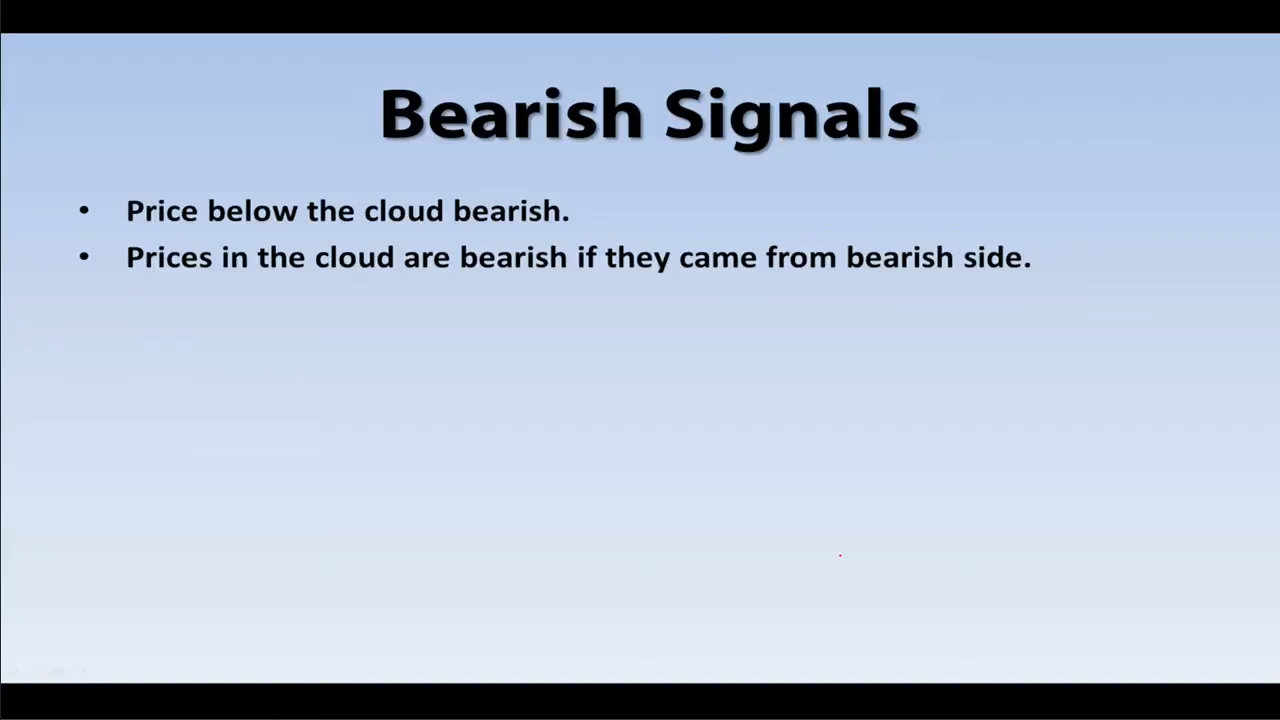 Bearish Signals
• Price below the cloud bearish.
• Prices in the cloud are bearish if they came from bearish side.